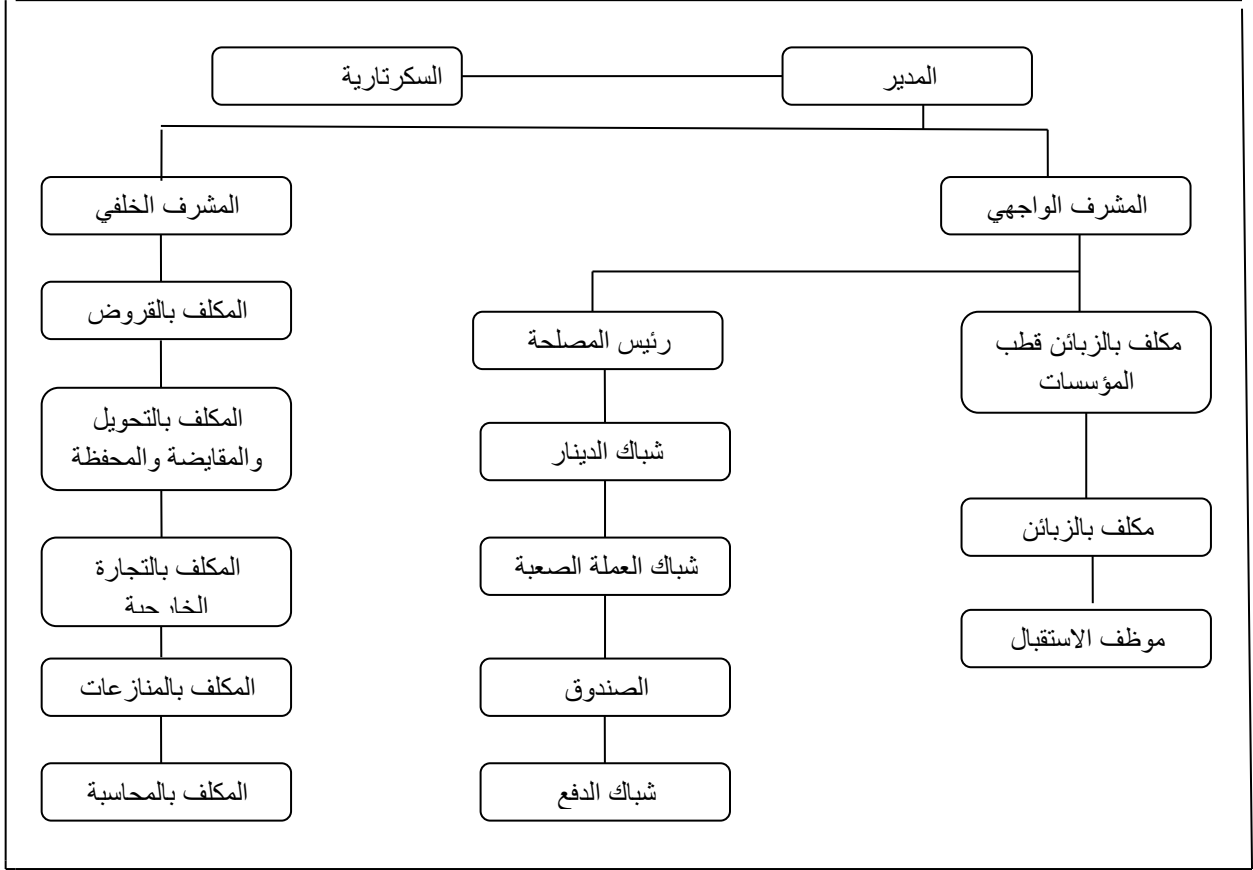 المدير
السكرتارية
المشرف الواجهي
المشرف الخلفي
مكلف بالزبائن قطب
المؤسسات
مكلف بالزبائن
موظف الاستقبال
رئيس المصلحة
شباك الدينار
شباك العملة الصعبة
الصندوق
شباك الدفع
المكلف بالقروض
المكلف بالتحويل
والمقايضة والمحفظة
المكلف بالتجارة
الخارجية
المكلف بالمنازعات
المكلف بالمحاسبة